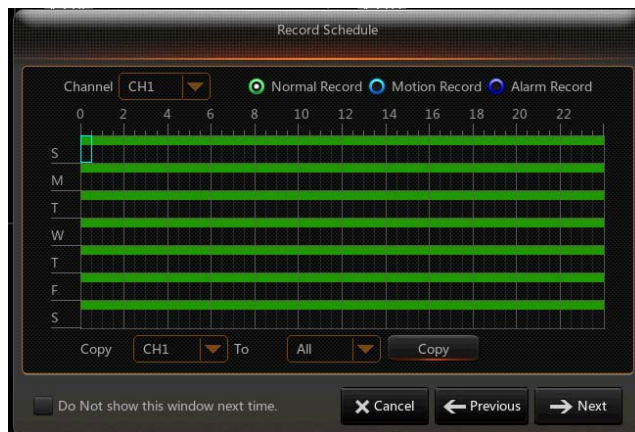 Record Schedule
Channel CH1 Normal Record Motion Record Alarm Record
0 2 4 6 8 10 12 14 16 18 20 22
S
M
T
W
T
F
S
Copy CH1 To All Copy
Do Not show this window next time. Cancel Previous Next